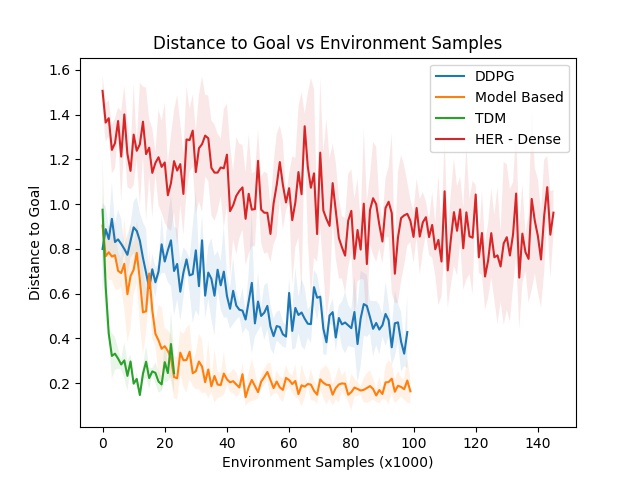 Distance to Goal vs Environment Samples
DDPG
Model Based
TDM
HER - Dense
Distance to Goal
1.6
1.4
1.2
1.0
0.8
0.6
0.4
0.2
0 20 40 60 80 100 120 140
Environment Samples (x1000)